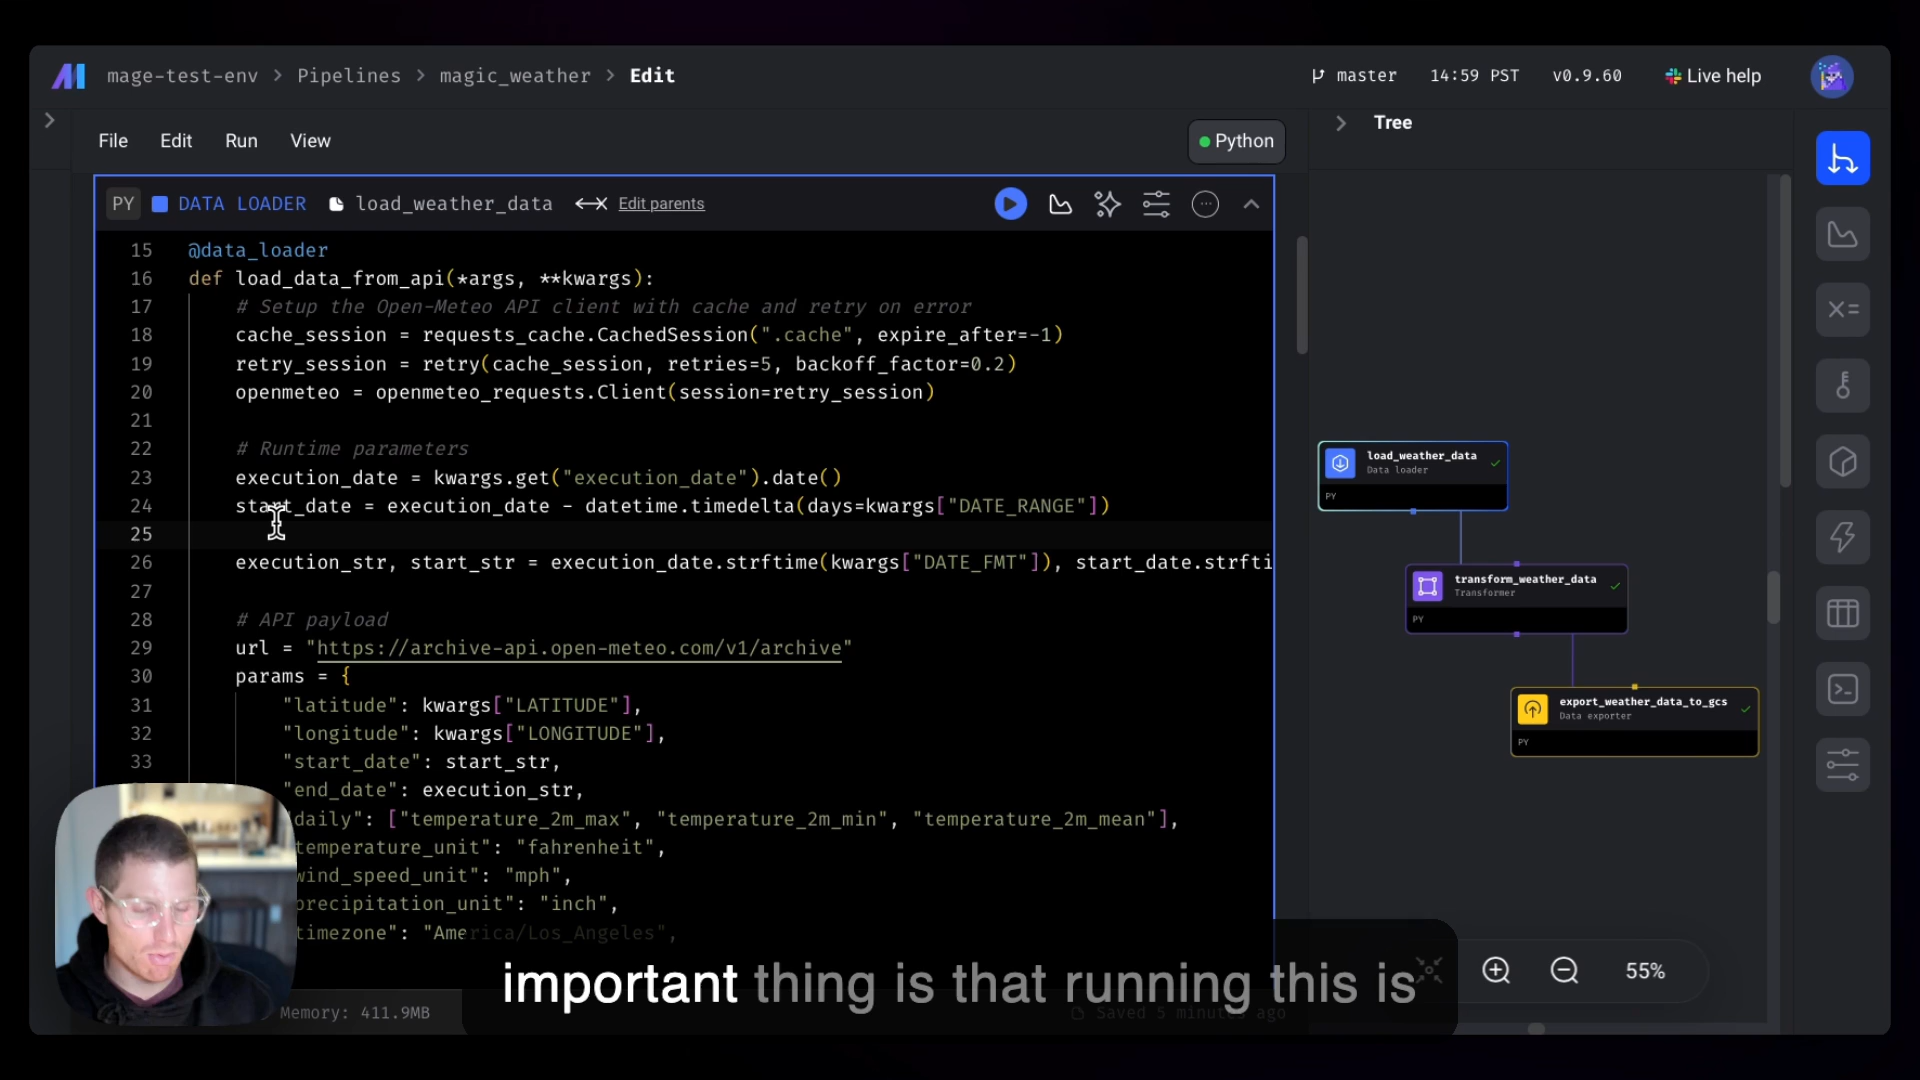 mage-test-env > Pipelines > magic_weather > Edit
master 14:59 PST v0.9.60 Live help
File Edit Run View
Python
Tree
PY DATA LOADER load_weather_data Edit parents
15 @data_loader
16 def load_data_from_api(*args, **kwargs):
17 # Setup the Open-Meteo API client with cache and retry on error
18 cache_session = requests_cache.CachedSession(".cache", expire_after=-1)
19 retry_session = retry(cache_session, retries=5, backoff_factor=0.2)
20 openmeteo = openmeteo_requests.Client(session=retry_session)
21
22 # Runtime parameters
23 execution_date = kwargs.get("execution_date").date()
24 start_date = execution_date - datetime.timedelta(days=kwargs["DATE_RANGE"])
25
26 execution_str, start_str = execution_date.strftime(kwargs["DATE_FMT"]), start_date.strfti
27
28 # API payload
29 url = "https://archive-api.open-meteo.com/v1/archive"
30 params = {
31 "latitude": kwargs["LATITUDE"],
32 "longitude": kwargs["LONGITUDE"],
33 "start_date": start_str,
"end_date": execution_str,
daily": ["temperature_2m_max", "temperature_2m_min", "temperature_2m_mean"],
temperature_unit": "fahrenheit",
wind_speed_unit": "mph",
precipitation_unit": "inch",
timezone": "America/Los_Angeles",
load_weather_data
Data loader
PY
transform_weather_data
Transformer
PY
export_weather_data_to_gcs
Data exporter
PY
important thing is that running this is
55%
Memory: 411.9MB
Saved 5 minutes ago